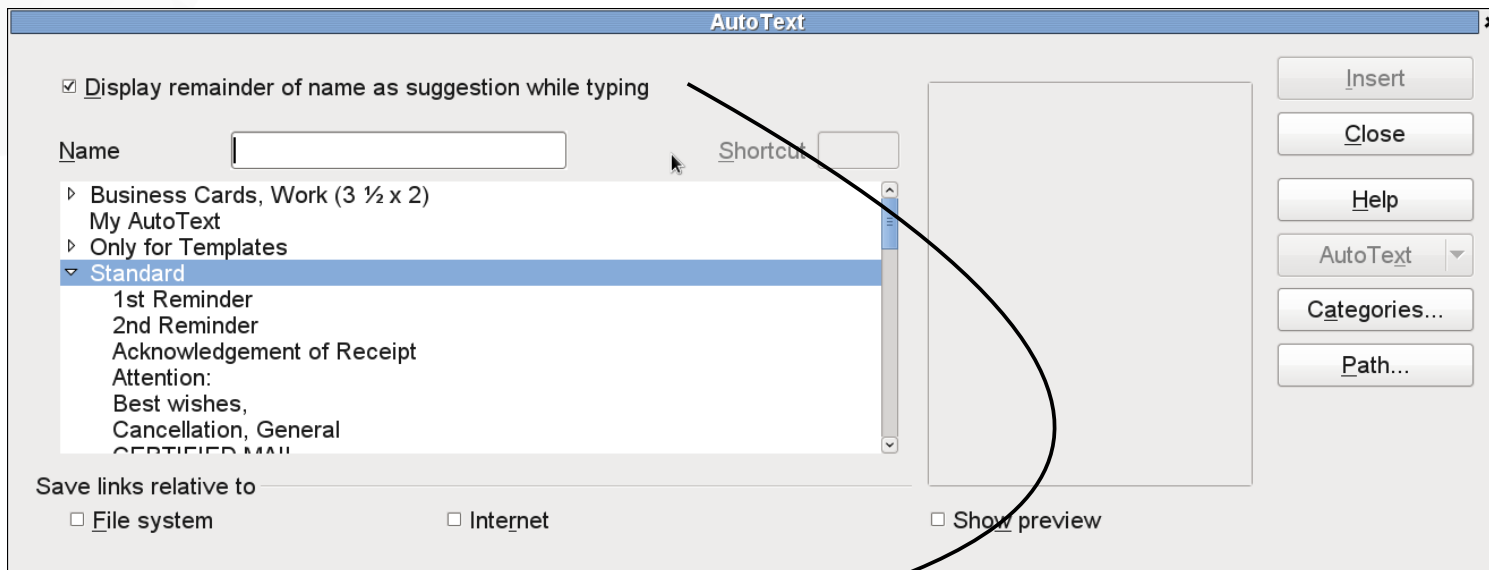 AutoText
Display remainder of name as suggestion while typing
Insert
Name
Shortcut
Close
Business Cards, Work (3 ½ x 2)
My AutoText
Help
Only for Templates
AutoText
Standard
1st Reminder
Categories...
2nd Reminder
Acknowledgement of Receipt
Path...
Attention:
Best wishes,
Cancellation, General
CERTIFIED MAIL
Save links relative to
File system
Internet
Show preview